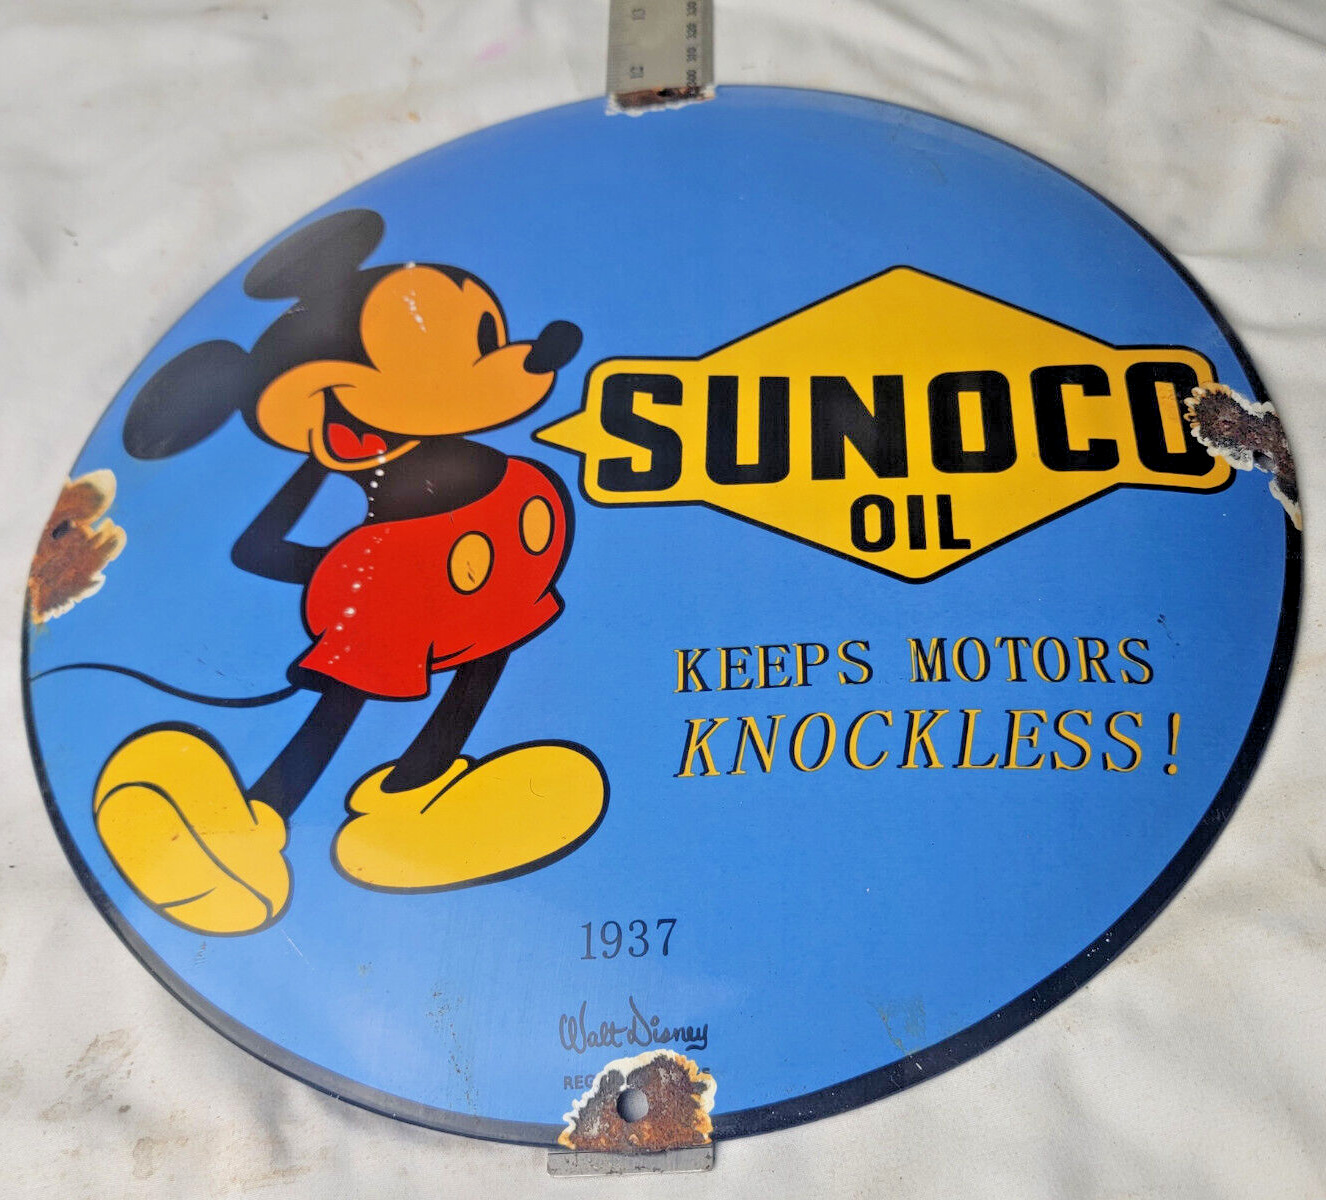 SUNOCO
OIL
KEEPS MOTORS
KNOCKLESS!
1937
Walt Disney